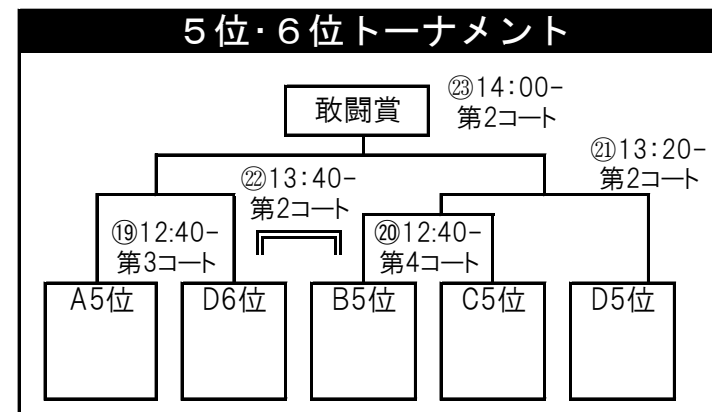 ５位・６位トーナメント
敢闘賞
㉓14：00−
第2コート
㉑13：20−
第2コート
㉒13：40−
第2コート
⑲12:40−
第3コート
⑳12:40−
第4コート
A5位
D6位
B5位
C5位
D5位